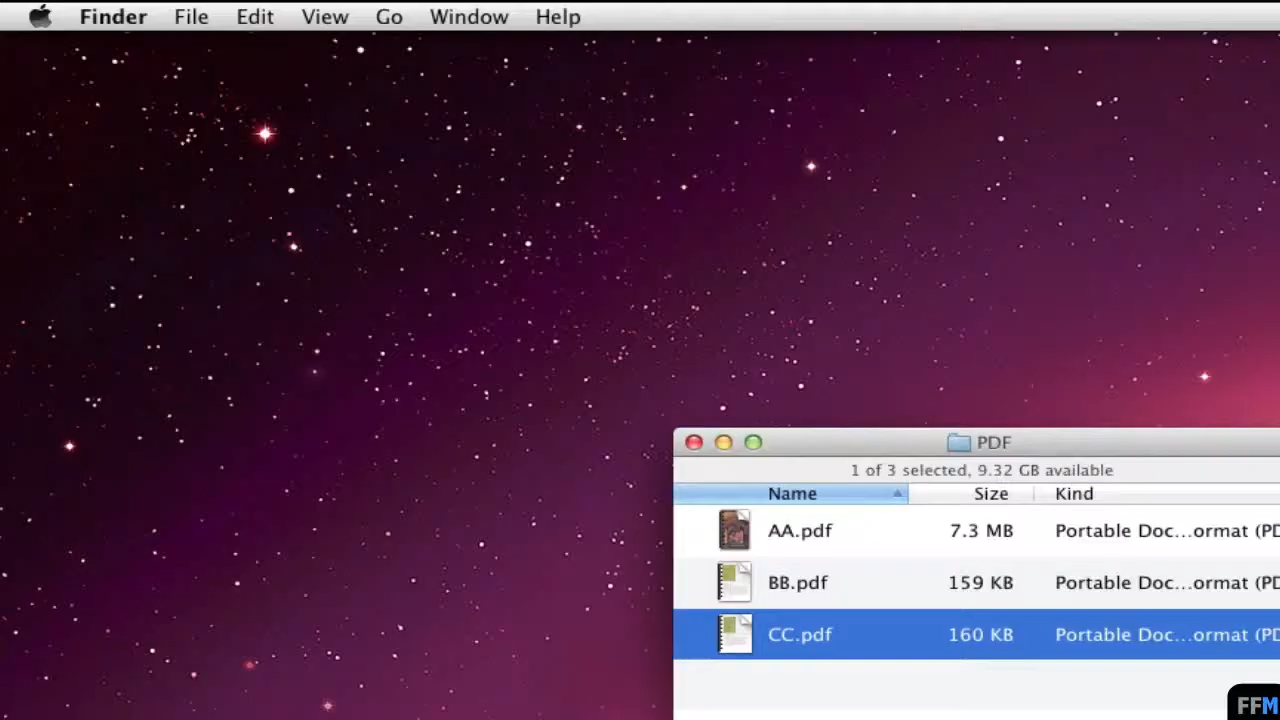 Finder File Edit View Go Window Help
PDF
1 of 3 selected, 9.32 GB available
Name Size Kind
AA.pdf 7.3 MB Portable Doc...ormat (PD
BB.pdf 159 KB Portable Doc...ormat (PD
CC.pdf 160 KB Portable Doc...ormat (PD
FFM